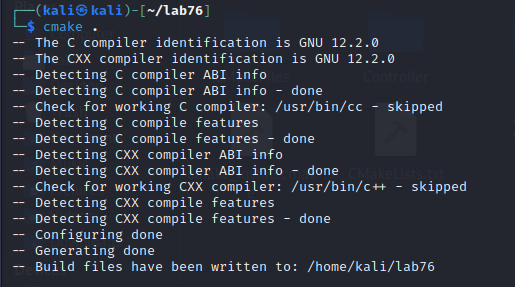 ┌──(kali㉿kali)-[~/lab76]
└─$ cmake .
-- The C compiler identification is GNU 12.2.0
-- The CXX compiler identification is GNU 12.2.0
-- Detecting C compiler ABI info
-- Detecting C compiler ABI info - done
-- Check for working C compiler: /usr/bin/cc - skipped
-- Detecting C compile features
-- Detecting C compile features - done
-- Detecting CXX compiler ABI info
-- Detecting CXX compiler ABI info - done
-- Check for working CXX compiler: /usr/bin/c++ - skipped
-- Detecting CXX compile features
-- Detecting CXX compile features - done
-- Configuring done
-- Generating done
-- Build files have been written to: /home/kali/lab76
Controller
CMakeLists.txt